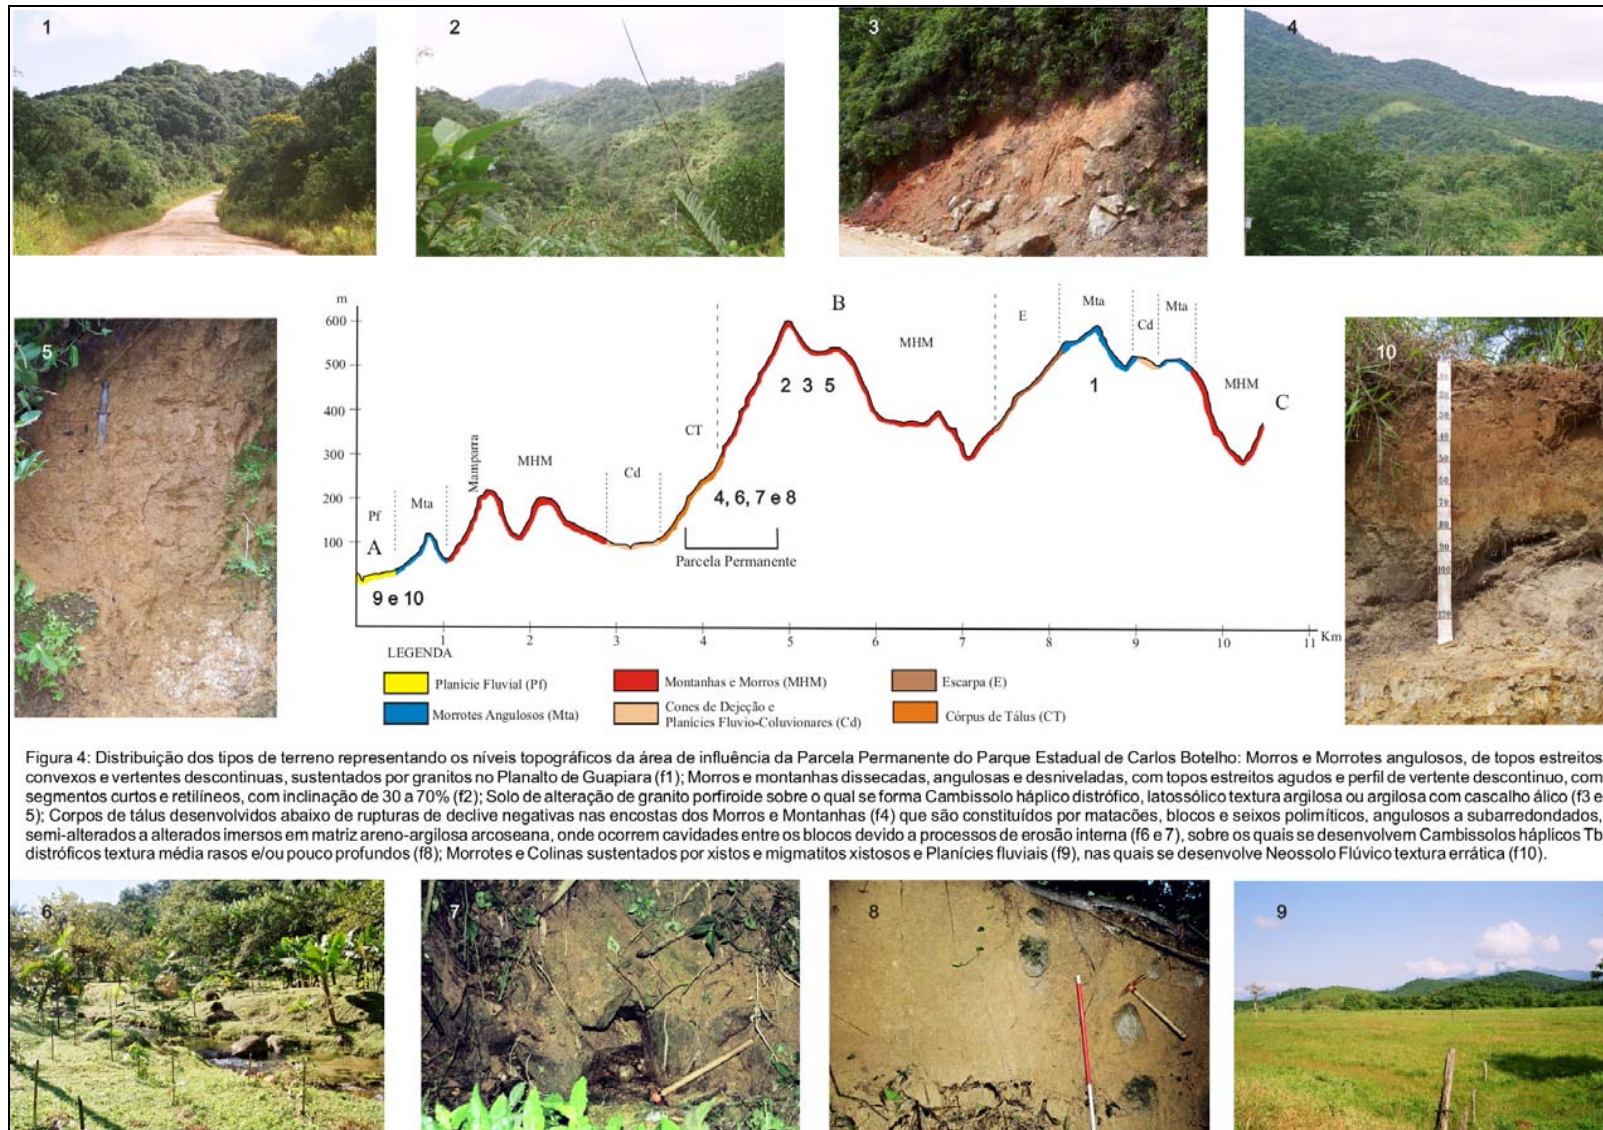 1
2
3
4
5
10
m
600
500
400
300
200
100
B
E
Mta
Cd
Mta
MHM
MHM
C
2 3 5
1
CT
Mamparra
MHM
Cd
Pf
Mta
A
4, 6, 7 e 8
Parcela Permanente
9 e 10
1 2 3 4 5 6 7 8 9 10 11 Km
LEGENDA
Planície Fluvial (Pf)
Montanhas e Morros (MHM)
Escarpa (E)
Morrotes Angulosos (Mta)
Cones de Dejeção e
Planícies Fluvio-Coluvionares (Cd)
Córpus de Tálus (CT)
Figura 4: Distribuição dos tipos de terreno representando os níveis topográficos da área de influência da Parcela Permanente do Parque Estadual de Carlos Botelho: Morros e Morrotes angulosos, de topos estreitos
convexos e vertentes descontinuas, sustentados por granitos no Planalto de Guapiara (f1); Morros e montanhas dissecadas, angulosas e desniveladas, com topos estreitos agudos e perfil de vertente descontinuo, com
segmentos curtos e retilíneos, com inclinação de 30 a 70% (f2); Solo de alteração de granito porfiroide sobre o qual se forma Cambissolo háplico distrófico, latossólico textura argilosa ou argilosa com cascalho álico (f3 e
5); Corpos de tálus desenvolvidos abaixo de rupturas de declive negativas nas encostas dos Morros e Montanhas (f4) que são constituídos por matacões, blocos e seixos polimíticos, angulosos a subarredondados,
semi-alterados a alterados imersos em matriz areno-argilosa arcoseana, onde ocorrem cavidades entre os blocos devido a processos de erosão interna (f6 e 7), sobre os quais se desenvolvem Cambissolos háplicos Tb
distróficos textura média rasos e/ou pouco profundos (f8); Morrotes e Colinas sustentados por xistos e migmatitos xistosos e Planícies fluviais (f9), nas quais se desenvolve Neossolo Flúvico textura errática (f10).
6
7
8
9